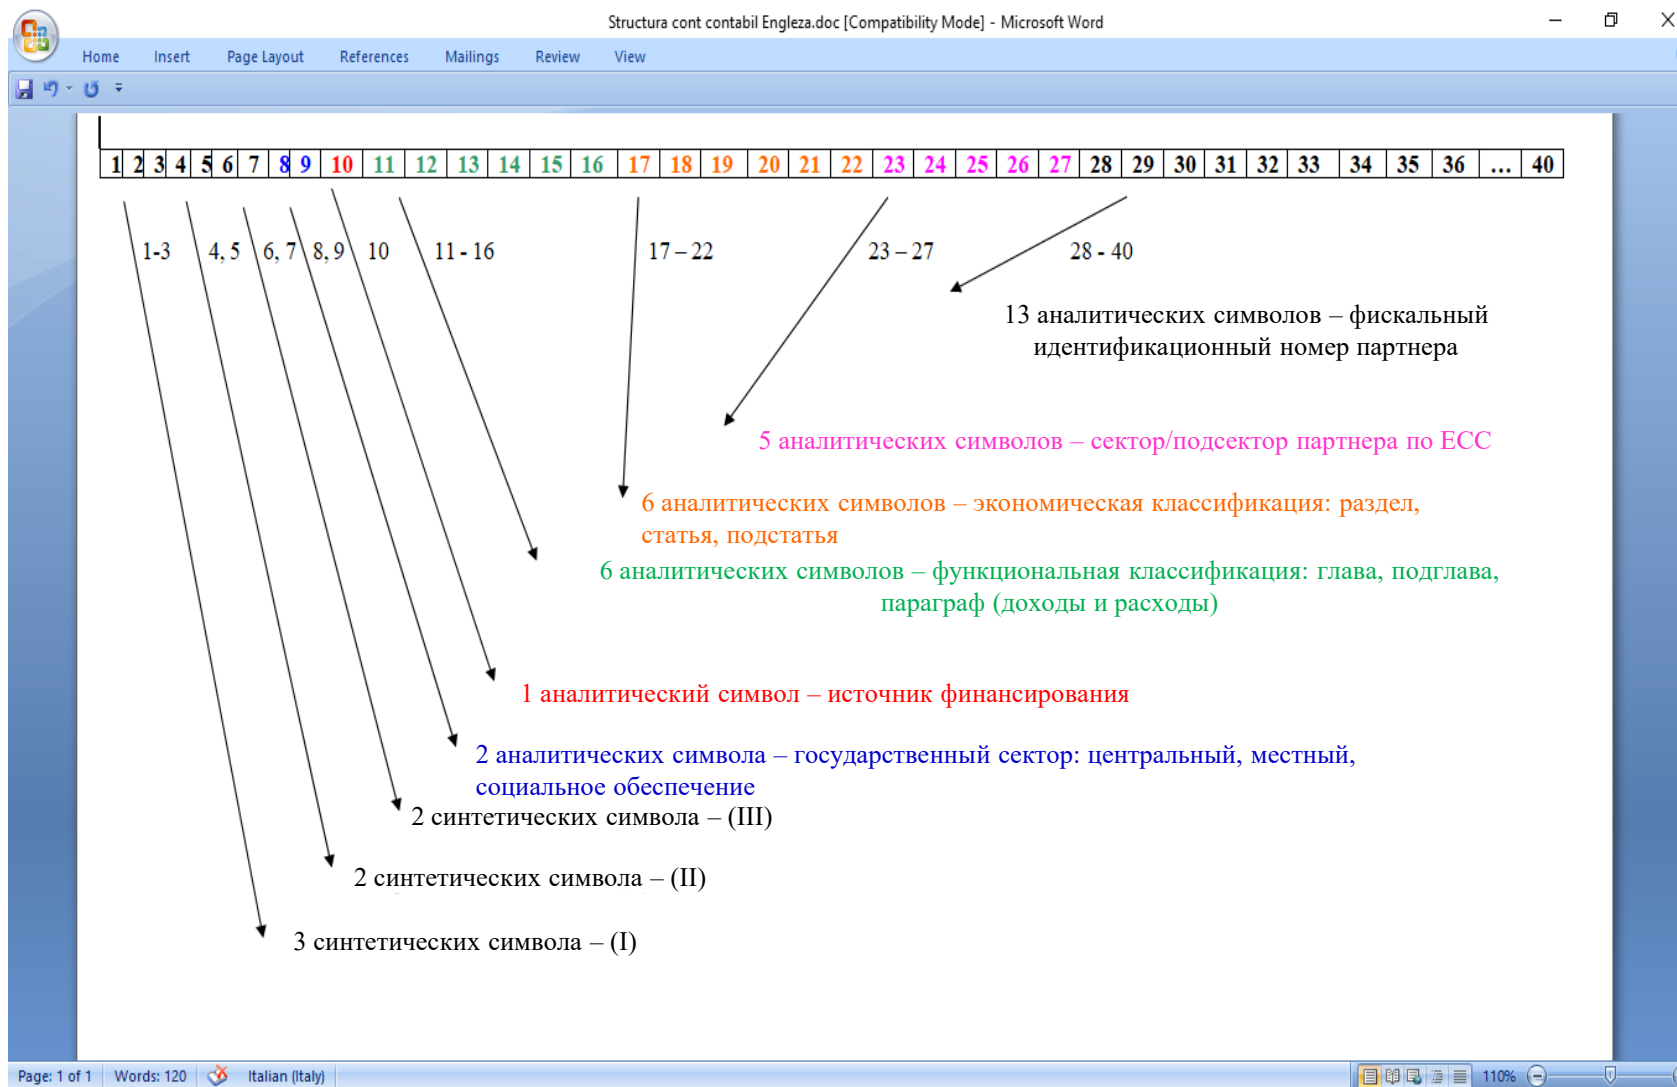 Structura cont contabil Engleza.doc [Compatibility Mode] - Microsoft Word
Home Insert Page Layout References Mailings Review View
1 2 3 4 5 6 7 8 9 10 11 12 13 14 15 16 17 18 19 20 21 22 23 24 25 26 27 28 29 30 31 32 33 34 35 36 ... 40
1-3 4, 5 6, 7 8, 9 10 11 - 16 17 – 22 23 – 27 28 - 40
13 аналитических символов – фискальный
идентификационный номер партнера
5 аналитических символов – сектор/подсектор партнера по ЕСС
6 аналитических символов – экономическая классификация: раздел,
статья, подстатья
6 аналитических символов – функциональная классификация: глава, подглава,
параграф (доходы и расходы)
1 аналитический символ – источник финансирования
2 аналитических символа – государственный сектор: центральный, местный,
социальное обеспечение
2 синтетических символа – (III)
2 синтетических символа – (II)
3 синтетических символа – (I)
Page: 1 of 1 Words: 120 Italian (Italy) 110%